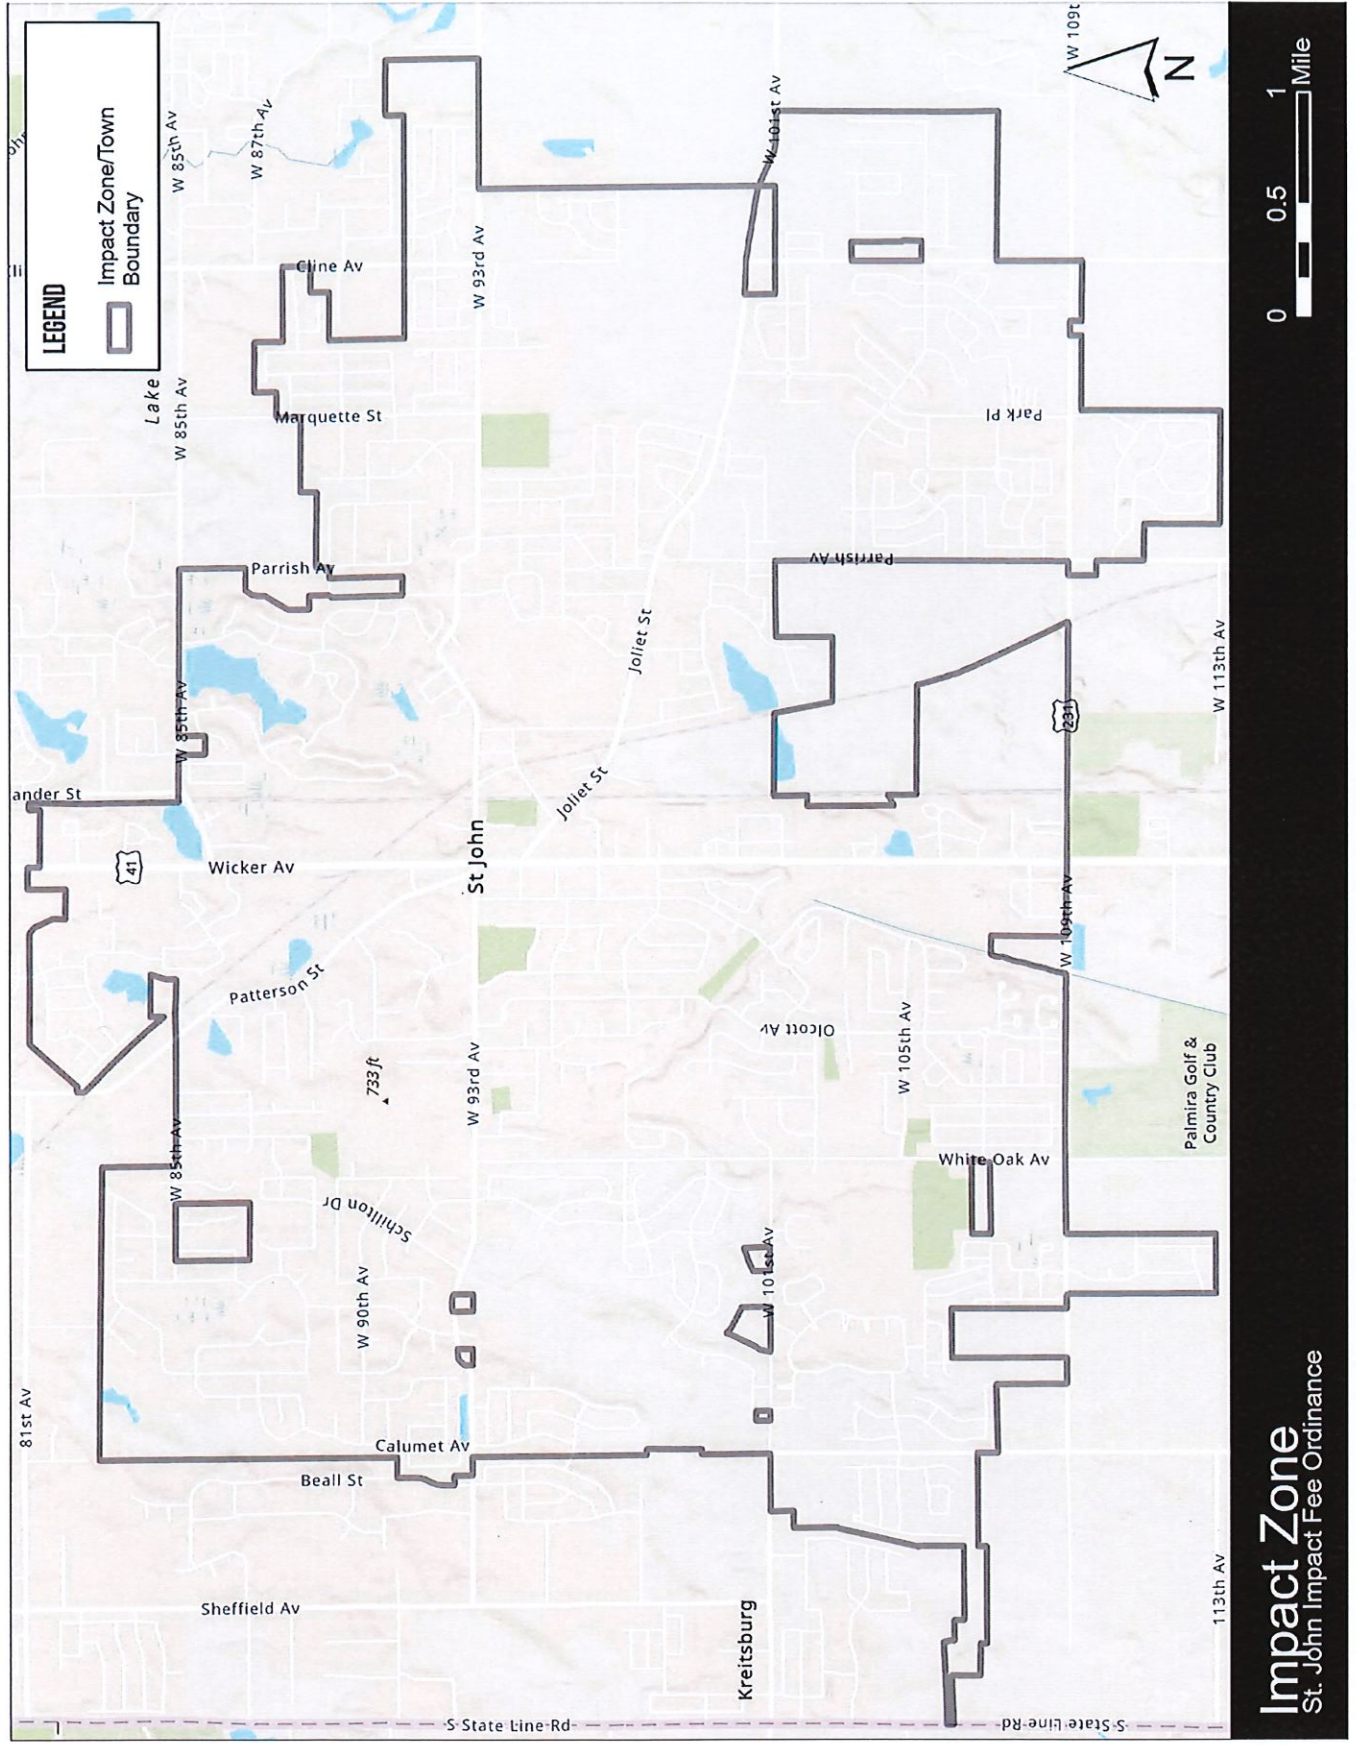 LEGEND
Impact Zone/Town
Boundary
Lake
81st Av
W 85th Av
W 85th Av
W 85th Av
W 85th Av
W 87th Av
ander St
41
Wicker Av
Parrish Av
Marquette St
Cline Av
Patterson St
733 ft
Schillton Dr
W 90th Av
Calumet Av
Beall St
Sheffield Av
W 93rd Av
St John
W 93rd Av
Joliet St
Joliet St
Kreitsburg
W 101st Av
W 101st Av
Olcott Av
Parrish Av
W 105th Av
White Oak Av
Park Pl
W 109th Av
231
W 109t
Palmira Golf &
Country Club
113th Av
W 113th Av
S State Line Rd
S State Line Rd
N
Impact Zone
St. John Impact Fee Ordinance
0 0.5 1
Mile